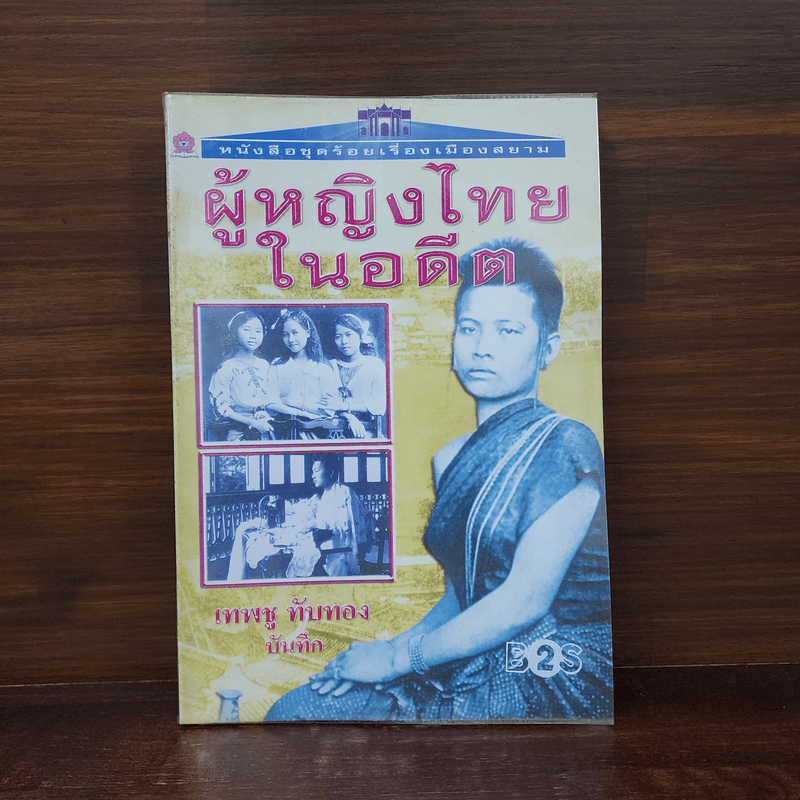 หนังสือชุดร้อยเรื่องเมืองสยาม
ผู้หญิงไทย
ในอดีต
เทพชู ทับทอง
บันทึก
B2S